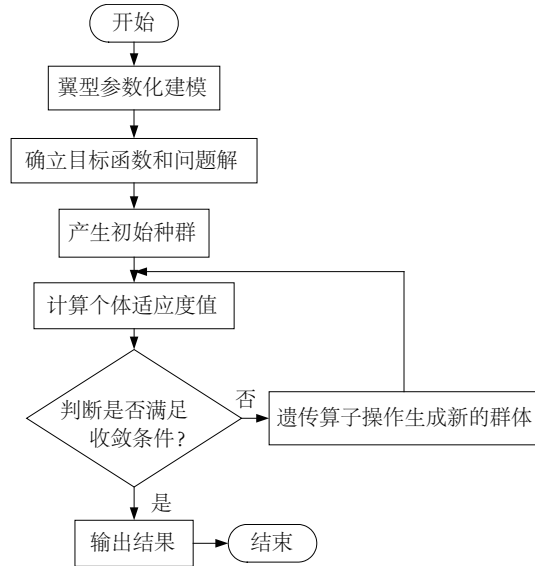 开始
翼型参数化建模
确立目标函数和问题解
产生初始种群
计算个体适应度值
判断是否满足
收敛条件?
否
遗传算子操作生成新的群体
是
输出结果
结束